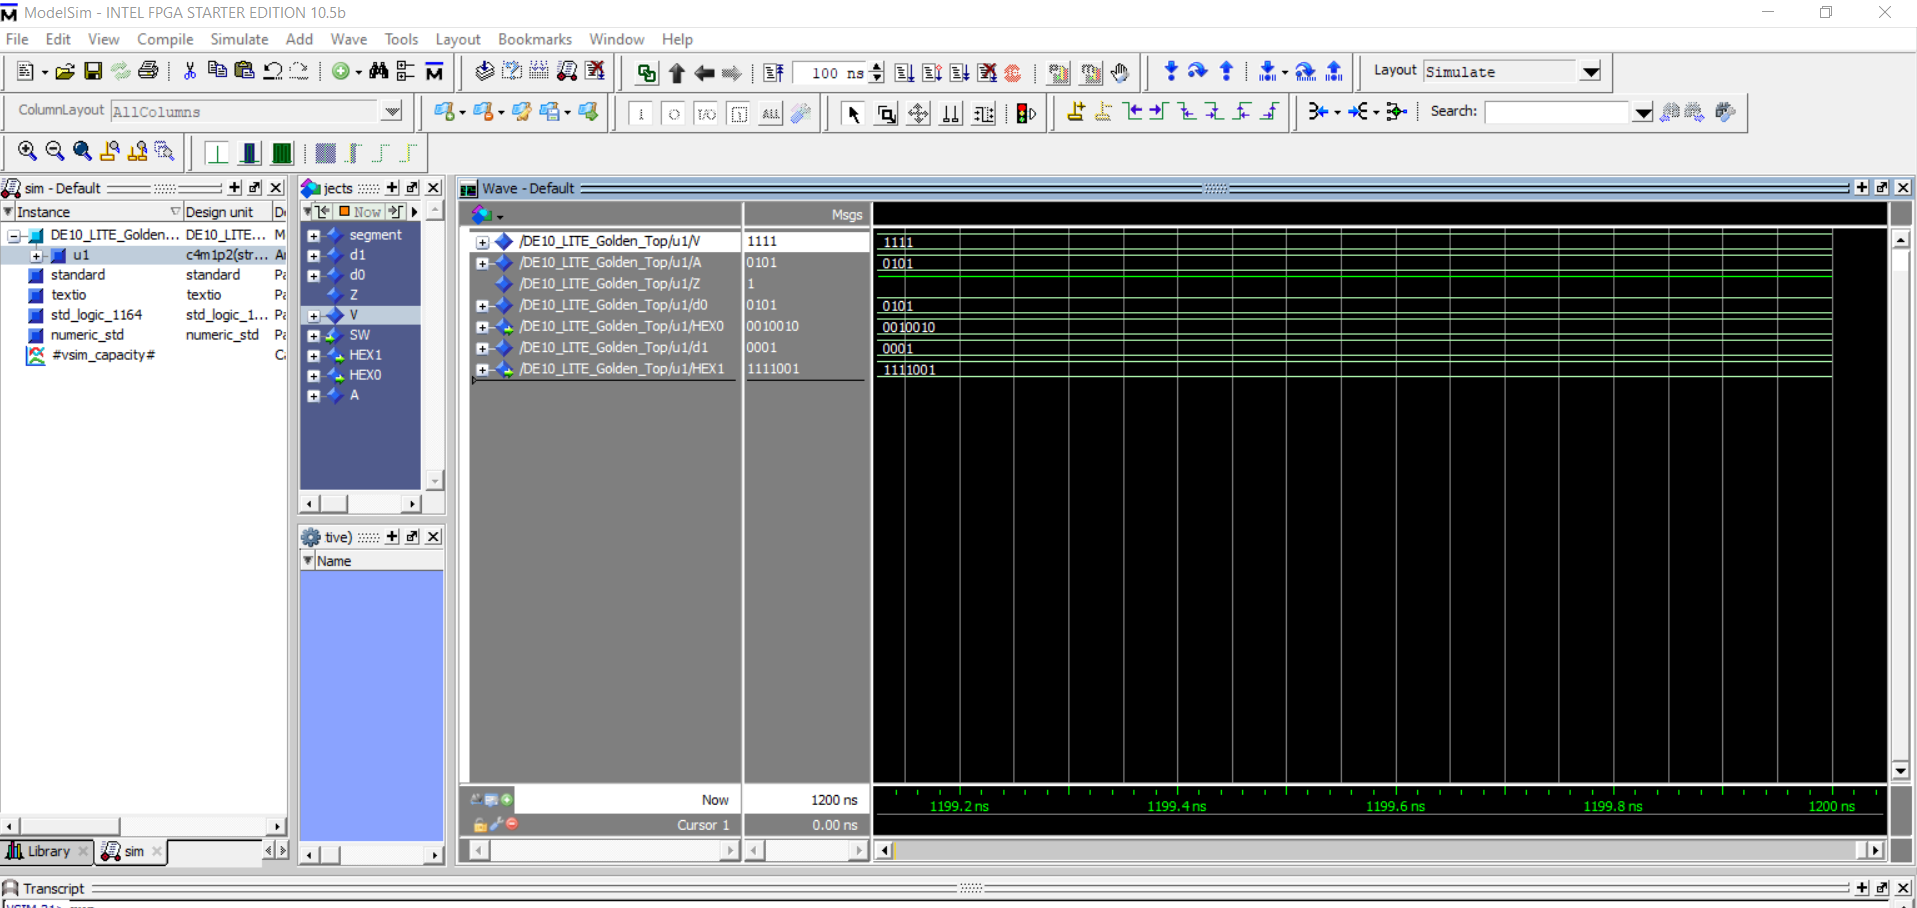 ModelSim - INTEL FPGA STARTER EDITION 10.5b
File Edit View Compile Simulate Add Wave Tools Layout Bookmarks Window Help
100 ns
Layout Simulate
ColumnLayout AllColumns
Search:
sim - Default
Instance Design unit
DE10_LITE_Golden... DE10_LITE... M
u1 c4m1p2(str...
standard standard
textio textio
std_logic_1164 std_logic_1...
numeric_std numeric_std
#vsim_capacity#
Library sim
jects
Now
segment
d1
d0
Z
V
SW
HEX1
HEX0
A
tive)
Name
Wave - Default
Msgs
/DE10_LITE_Golden_Top/u1/V 1111 1111
/DE10_LITE_Golden_Top/u1/A 0101 0101
/DE10_LITE_Golden_Top/u1/Z 1
/DE10_LITE_Golden_Top/u1/d0 0101 0101
/DE10_LITE_Golden_Top/u1/HEX0 0010010 0010010
/DE10_LITE_Golden_Top/u1/d1 0001 0001
/DE10_LITE_Golden_Top/u1/HEX1 1111001 1111001
Now 1200 ns
Cursor 1 0.00 ns
1199.2 ns 1199.4 ns 1199.6 ns 1199.8 ns 1200 ns
Transcript